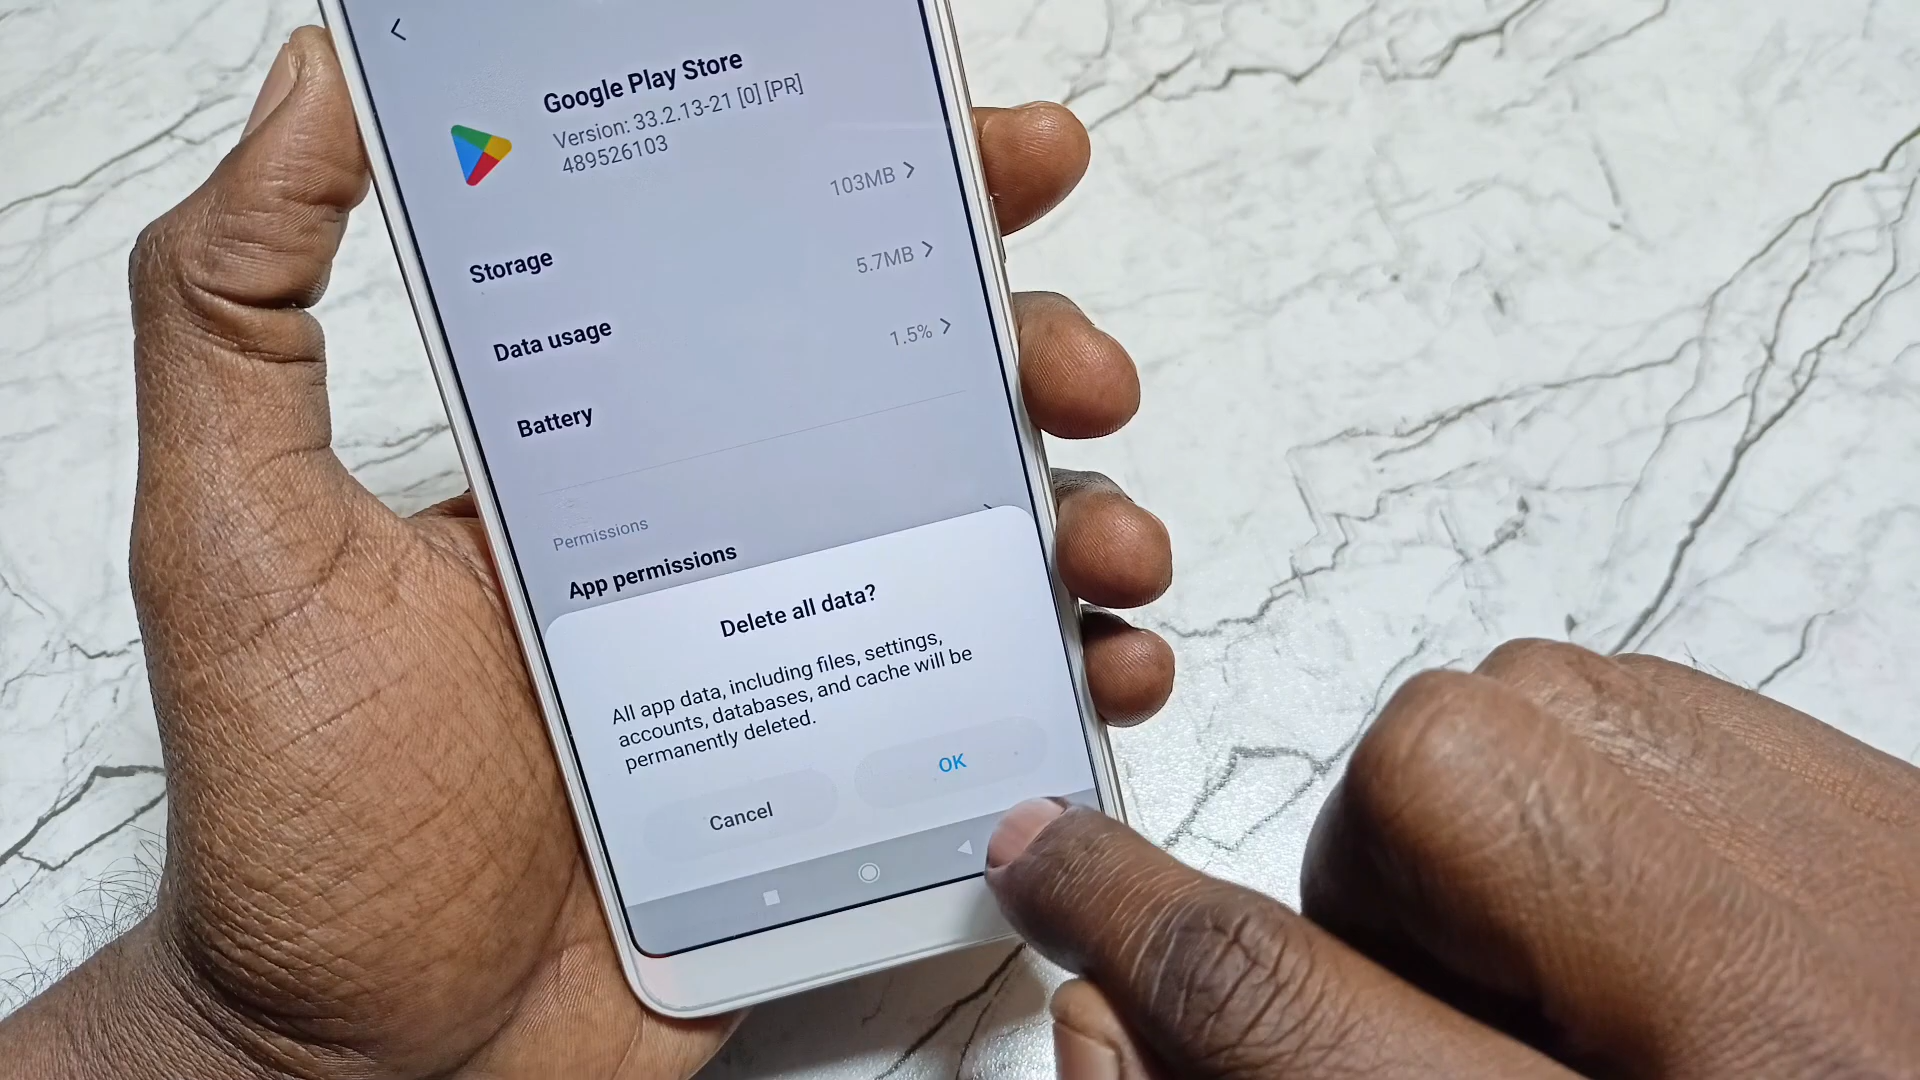 Google Play Store
Version: 33.2.13-21 [0] [PR]
489526103
Storage
103MB
Data usage
5.7MB
Battery
1.5%
Permissions
App permissions
Delete all data?
All app data, including files, settings,
accounts, databases, and cache will be
permanently deleted.
Cancel
OK